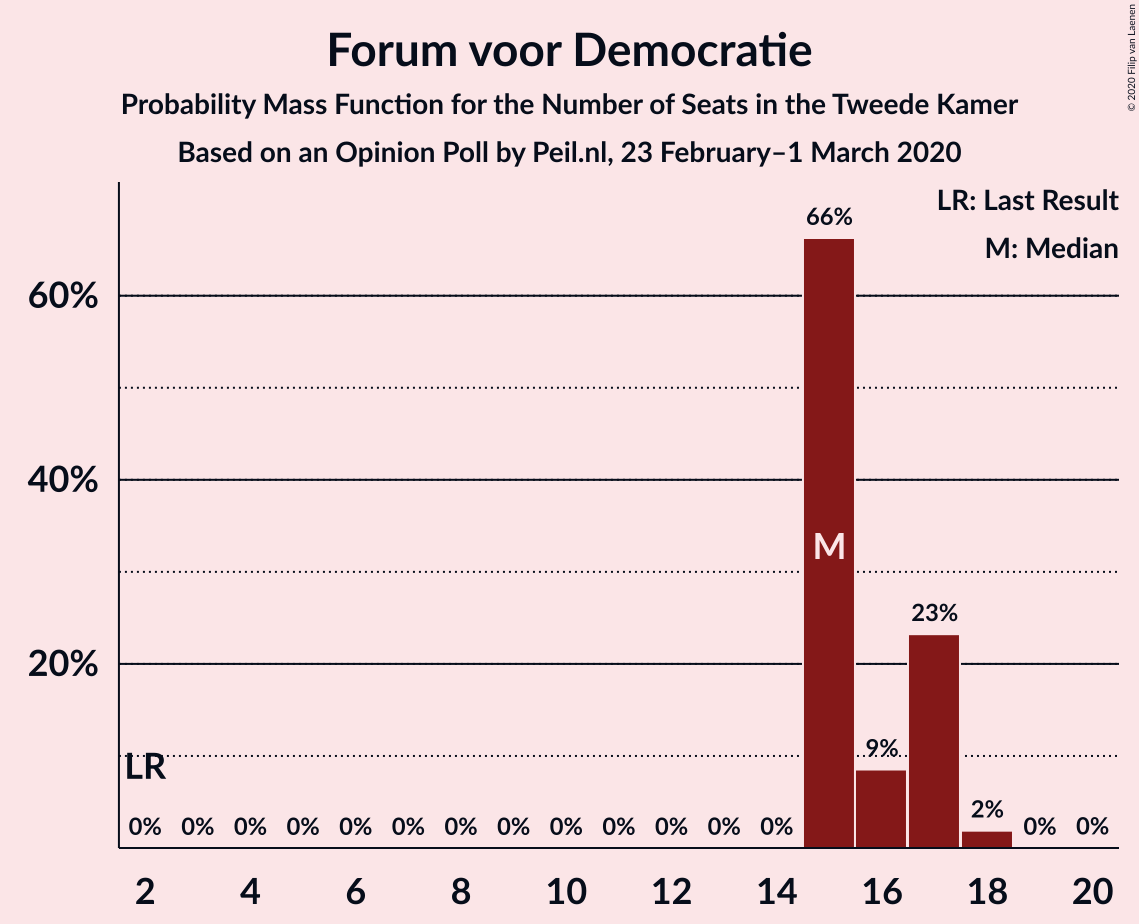 Forum voor Democratie
Probability Mass Function for the Number of Seats in the Tweede Kamer
Based on an Opinion Poll by Peil.nl, 23 February–1 March 2020
© 2020 Filip van Laenen
LR: Last Result
M: Median
66%
60%
40%
M
23%
20%
9%
LR
2%
0% 0% 0% 0% 0% 0% 0% 0% 0% 0% 0% 0% 0% 0% 0%
2 4 6 8 10 12 14 16 18 20